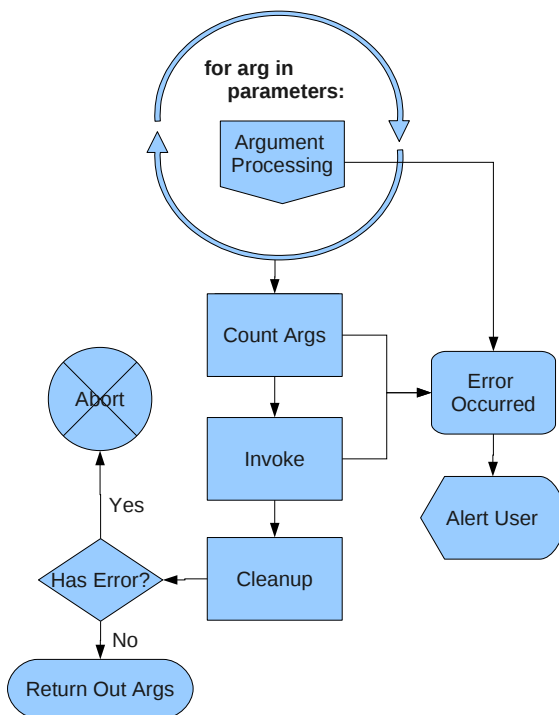 for arg in
parameters:
Argument
Processing
Count Args
Error
Occurred
Abort
Invoke
Yes
Alert User
Has Error?
Cleanup
No
Return Out Args